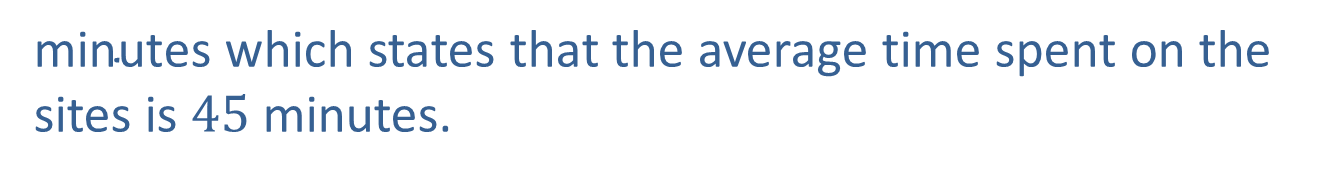 minutes which states that the average time spent on the
sites is 45 minutes.